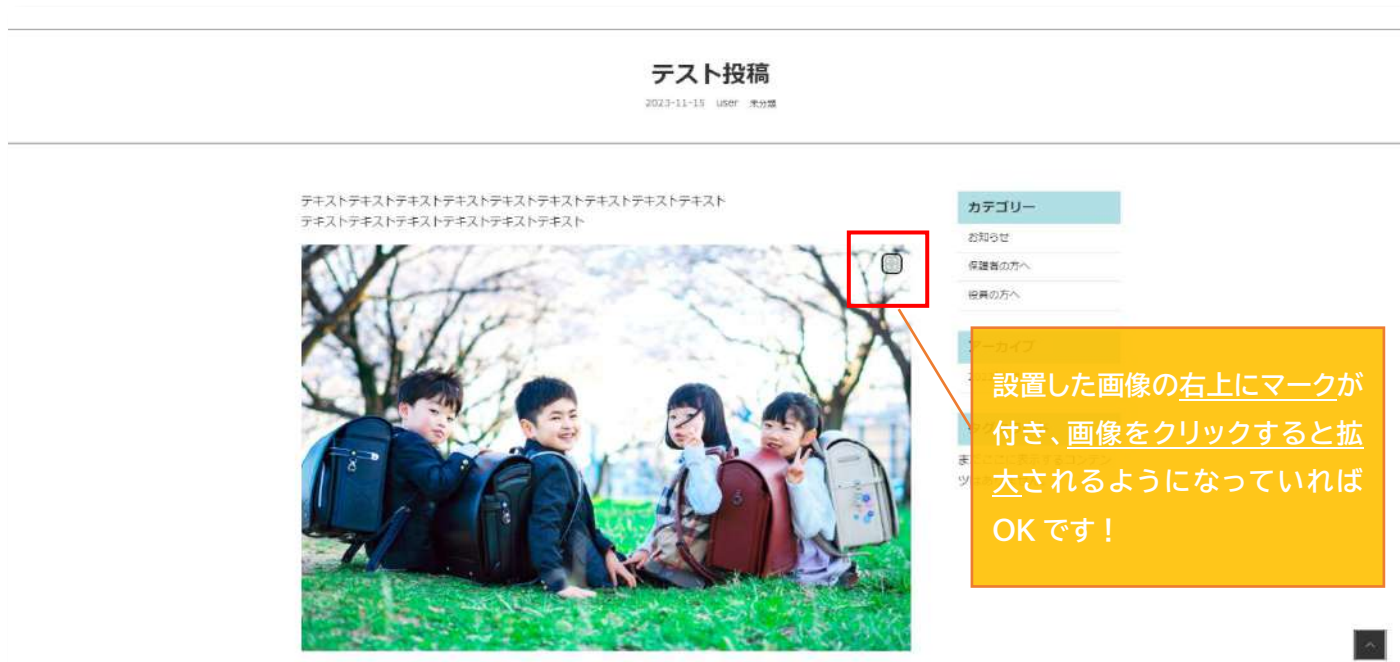 テスト投稿
2023-11-15 user 未分類
テキストテキストテキストテキストテキストテキストテキストテキストテキスト
テキストテキストテキストテキストテキストテキスト
カテゴリー
お知らせ
保護者の方へ
役員の方へ
アーカイブ
設置した画像の右上にマークが
付き、画像をクリックすると拡
大されるようになっていれば
OK です！